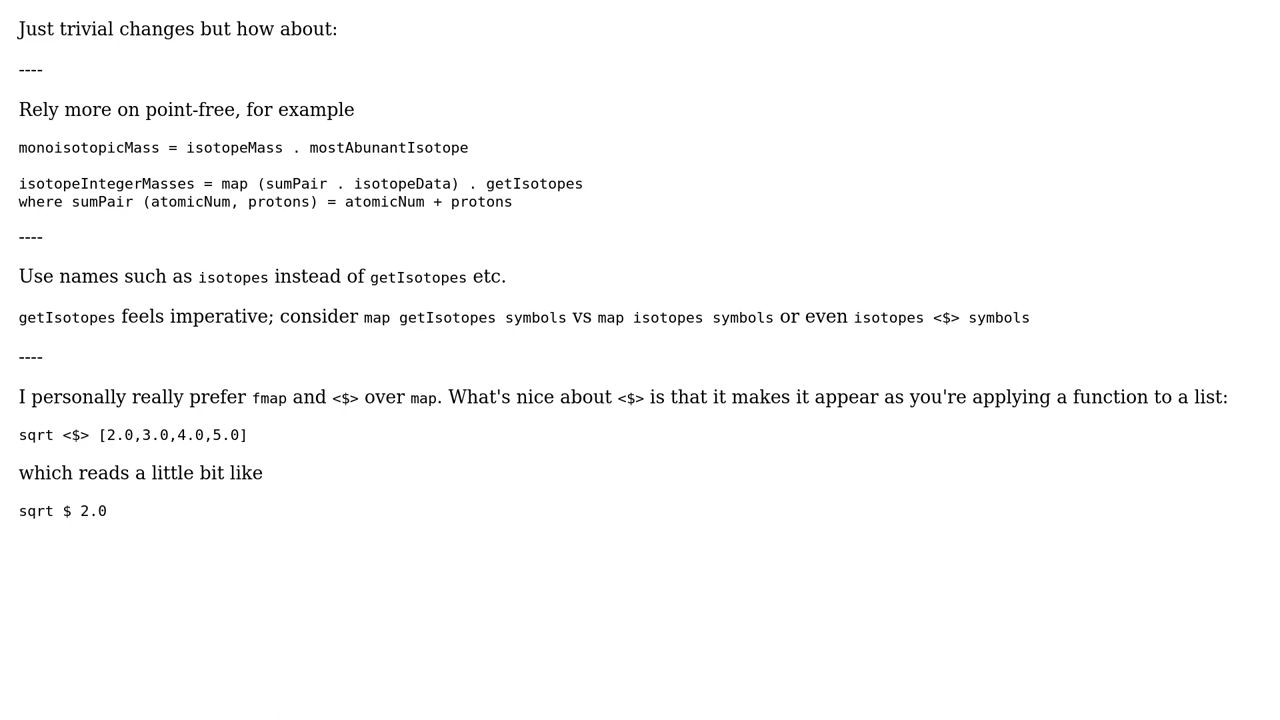 Just trivial changes but how about:
----
Rely more on point-free, for example
monoisotopicMass = isotopeMass . mostAbunantIsotope
isotopeIntegerMasses = map (sumPair . isotopeData) . getIsotopes
where sumPair (atomicNum, protons) = atomicNum + protons
----
Use names such as isotopes instead of getIsotopes etc.
getIsotopes feels imperative; consider map getIsotopes symbols vs map isotopes symbols or even isotopes <$> symbols
----
I personally really prefer fmap and <$> over map. What's nice about <$> is that it makes it appear as you're applying a function to a list:
sqrt <$> [2.0,3.0,4.0,5.0]
which reads a little bit like
sqrt $ 2.0